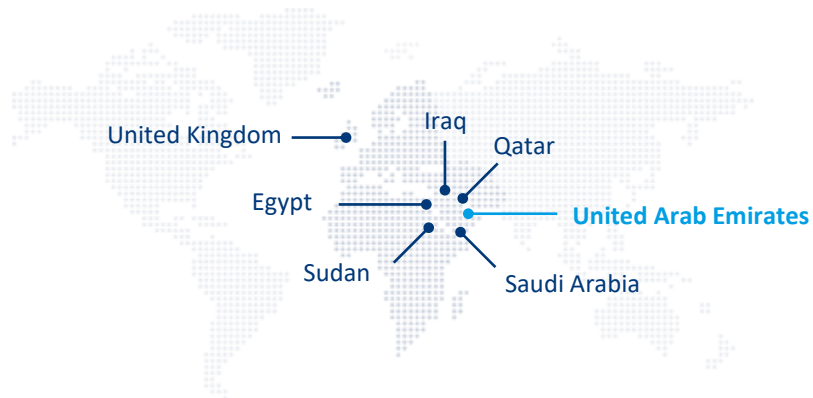 Iraq
United Kingdom
Qatar
Egypt
United Arab Emirates
Sudan
Saudi Arabia